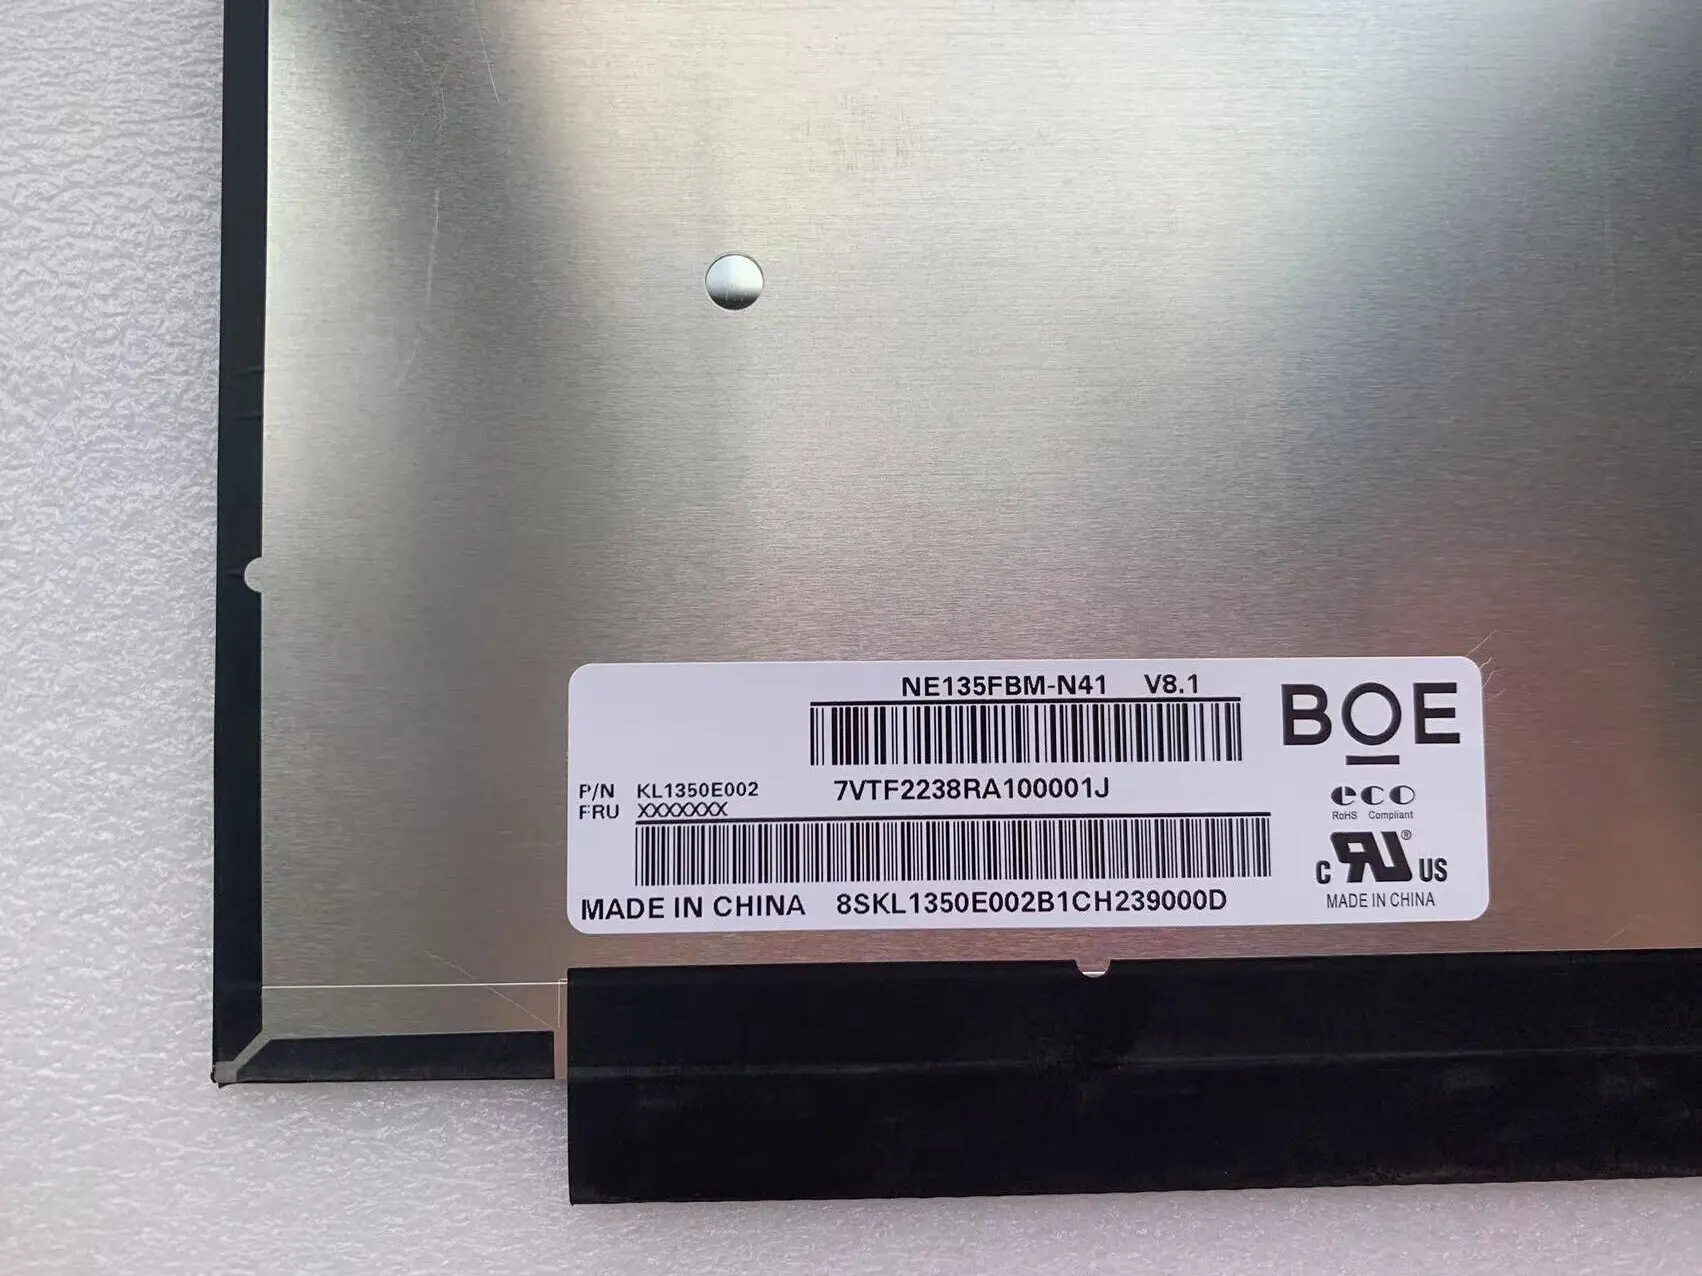 NE135FBM-N41 V8.1
BOE
P/N KL1350E002
7VTF2238RA100001J
FRU XXXXXXX
eco
RoHS Compliant
C RU ® US
MADE IN CHINA 8SKL1350E002B1CH239000D
MADE IN CHINA